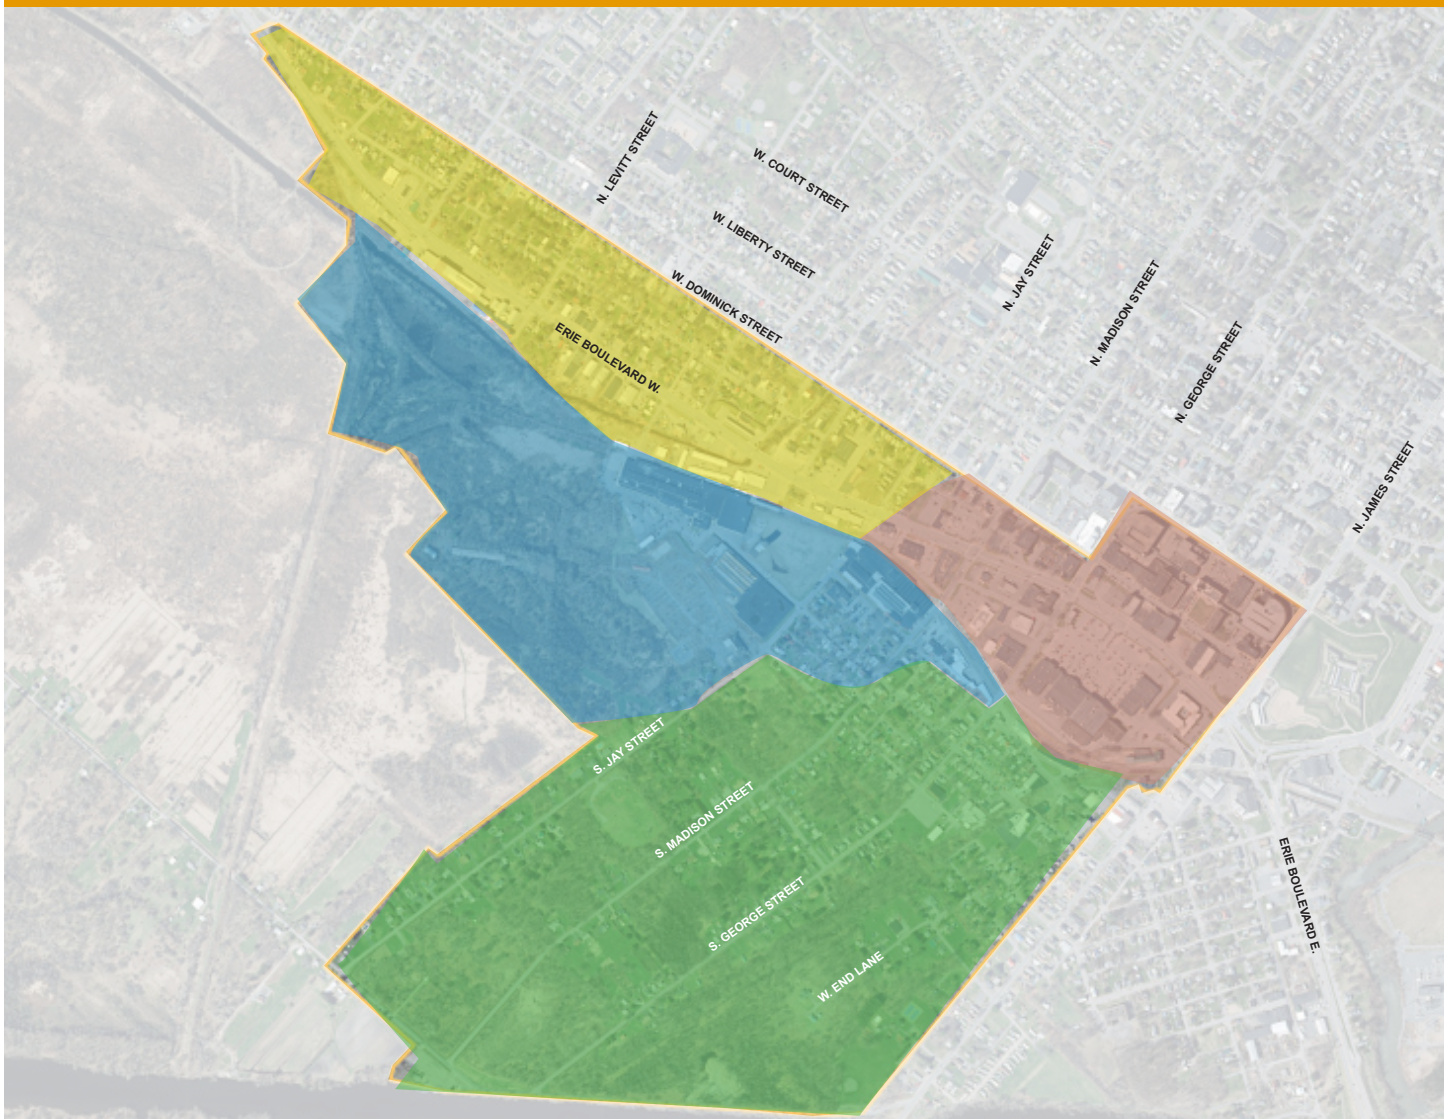 N. LEVITT STREET
W. COURT STREET
W. LIBERTY STREET
N. JAY STREET
W. DOMINICK STREET
N. MADISON STREET
ERIE BOULEVARD W.
N. GEORGE STREET
N. JAMES STREET
S. JAY STREET
S. MADISON STREET
ERIE BOULEVARD E.
S. GEORGE STREET
W. END LANE